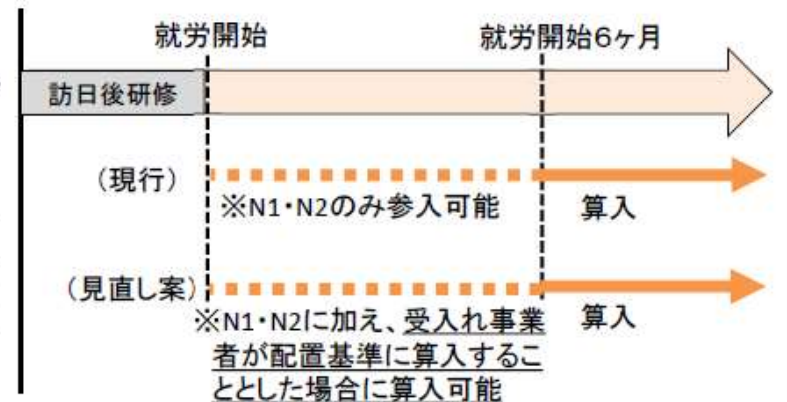 就労開始
就労開始6ヶ月
訪日後研修
(現行)
※N1・N2のみ参入可能
算入
(見直し案)
※N1・N2に加え、受入れ事業
者が配置基準に算入するこ
ととした場合に算入可能
算入